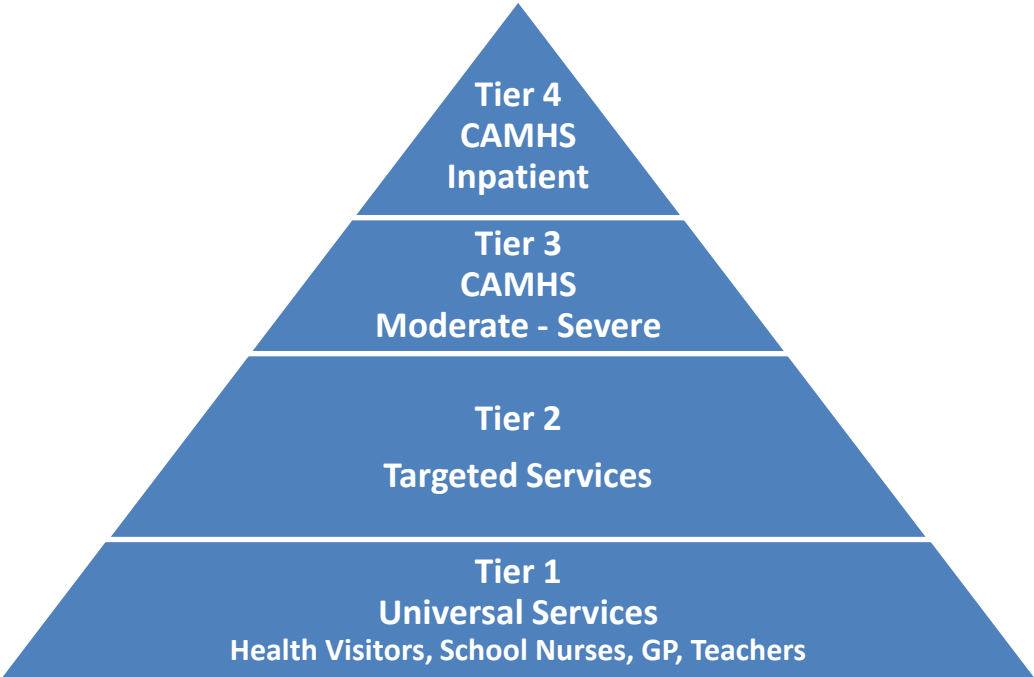 Tier 4
CAMHS
Inpatient
Tier 3
CAMHS
Moderate - Severe
Tier 2
Targeted Services
Tier 1
Universal Services
Health Visitors, School Nurses, GP, Teachers